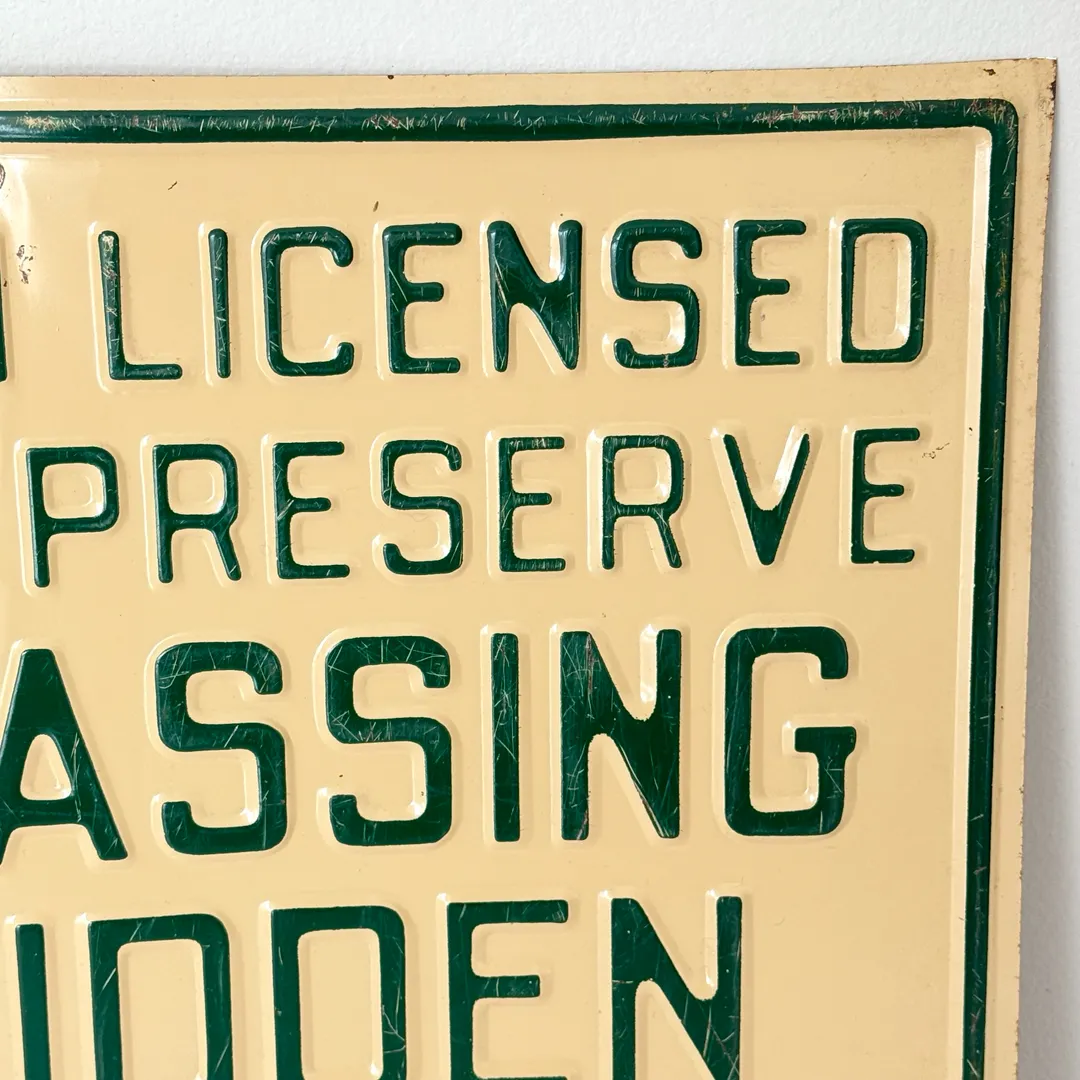 LICENSED
PRESERVE
ASSING
IDDEN